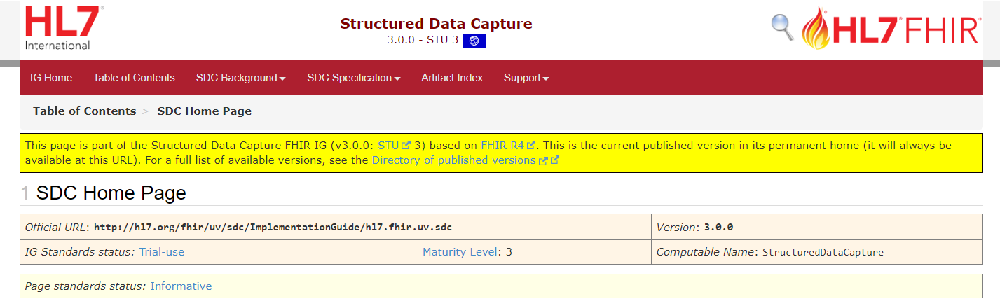 HL7®
International
Structured Data Capture
3.0.0 - STU 3
HL7® FHIR®
IG Home Table of Contents SDC Background SDC Specification Artifact Index Support
Table of Contents > SDC Home Page
This page is part of the Structured Data Capture FHIR IG (v3.0.0: STU 3) based on FHIR R4. This is the current published version in its permanent home (it will always be
available at this URL). For a full list of available versions, see the Directory of published versions
1 SDC Home Page
Official URL: http://hl7.org/fhir/uv/sdc/ImplementationGuide/hl7.fhir.uv.sdc Version: 3.0.0
IG Standards status: Trial-use Maturity Level: 3 Computable Name: StructuredDataCapture
Page standards status: Informative